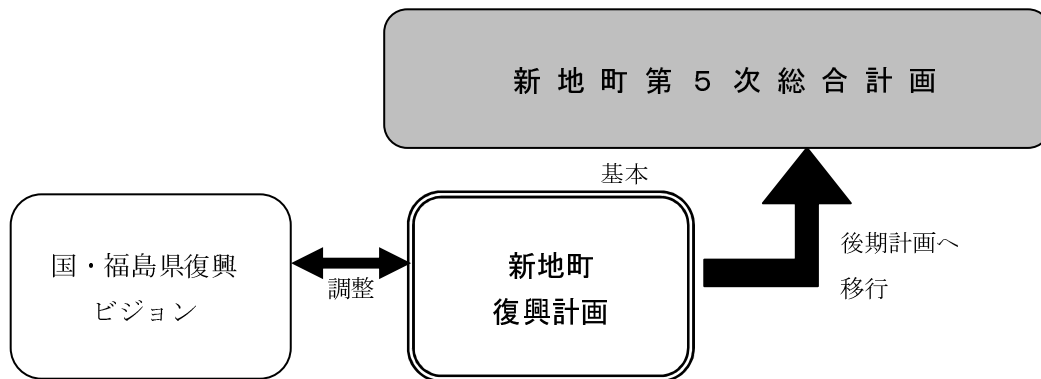 新地町第５次総合計画
基本
国・福島県復興
ビジョン
調整
新地町
復興計画
後期計画へ
移行